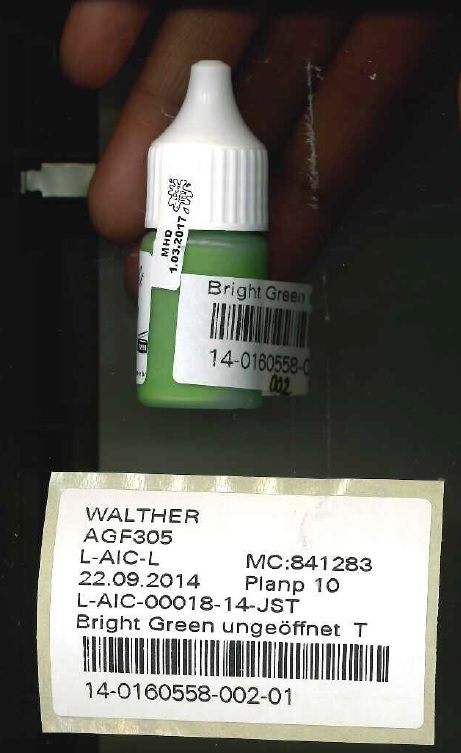 MHD
1.03.2017
Bright Green
14-0160558-0
002
WALTHER
AGF305
L-AIC-L MC:841283
22.09.2014 Planp 10
L-AIC-00018-14-JST
Bright Green ungeöffnet T
14-0160558-002-01